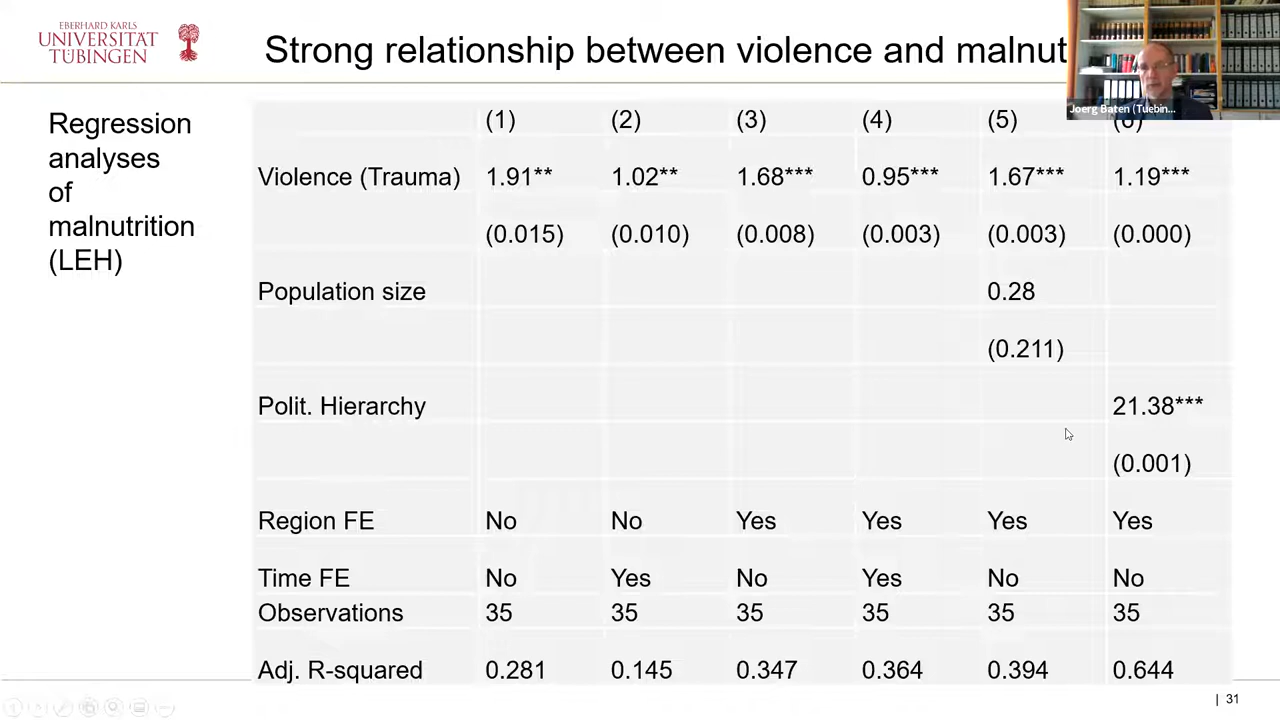 EBERHARD KARLS
UNIVERSITÄT
TÜBINGEN
Strong relationship between violence and malnut
Joerg Baten (Tuebin...
Regression
analyses
of
malnutrition
(LEH)
(1) (2) (3) (4) (5) (6)
Violence (Trauma) 1.91** 1.02** 1.68*** 0.95*** 1.67*** 1.19***
(0.015) (0.010) (0.008) (0.003) (0.003) (0.000)
Population size 0.28
(0.211)
Polit. Hierarchy 21.38***
(0.001)
Region FE No No Yes Yes Yes Yes
Time FE No Yes No Yes No No
Observations 35 35 35 35 35 35
Adj. R-squared 0.281 0.145 0.347 0.364 0.394 0.644
| 31